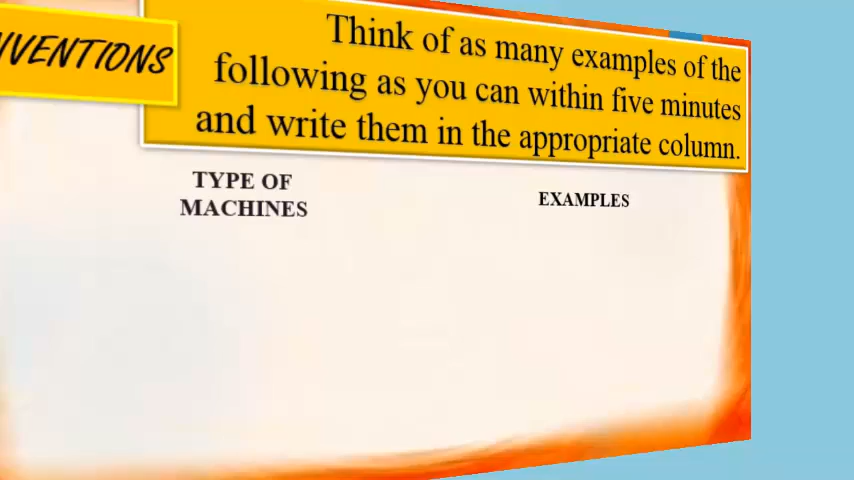 NVENTIONS
Think of as many examples of the
following as you can within five minutes
and write them in the appropriate column.
TYPE OF
MACHINES
EXAMPLES